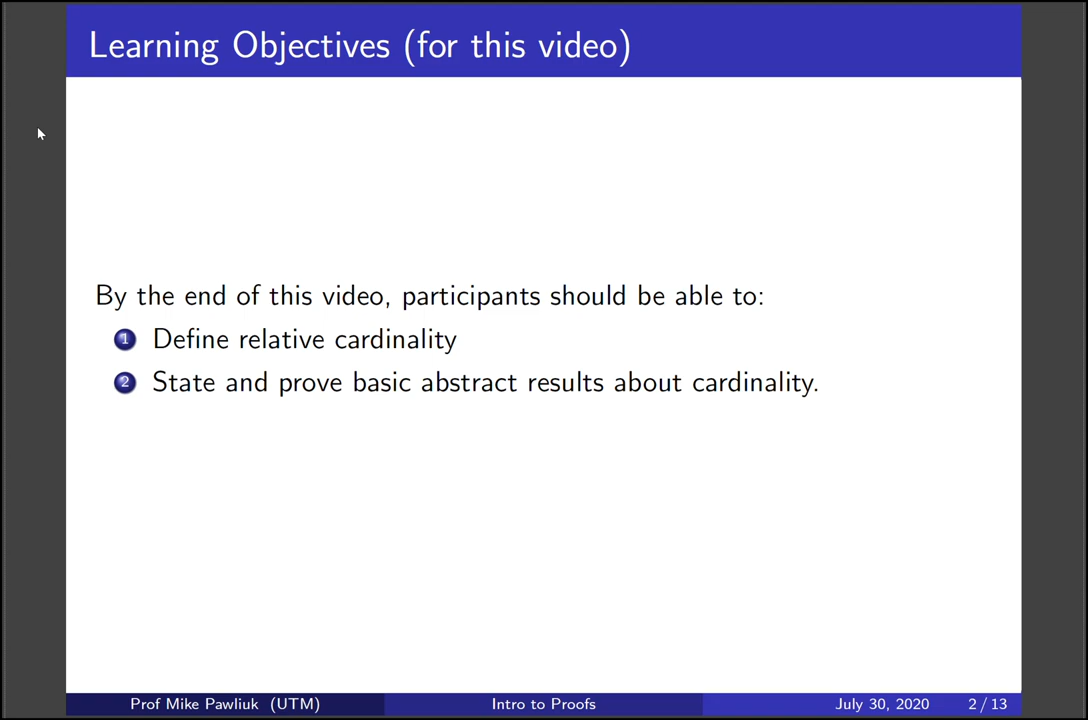 Learning Objectives (for this video)
By the end of this video, participants should be able to:
1 Define relative cardinality
2 State and prove basic abstract results about cardinality.
Prof Mike Pawliuk (UTM) Intro to Proofs July 30, 2020 2 / 13